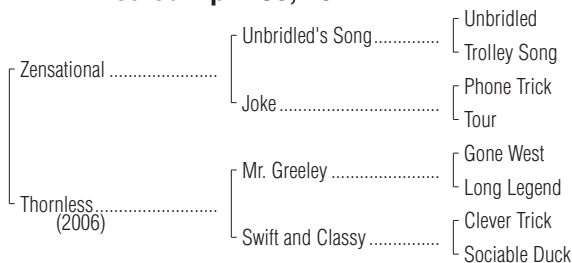 Unbridled
Unbridled's Song..............
Trolley Song
Zensational .......................
Phone Trick
Joke..................................
Tour
Gone West
Mr. Greeley .......................
Long Legend
Thornless..........................
(2006)
Clever Trick
Swift and Classy ...............
Sociable Duck